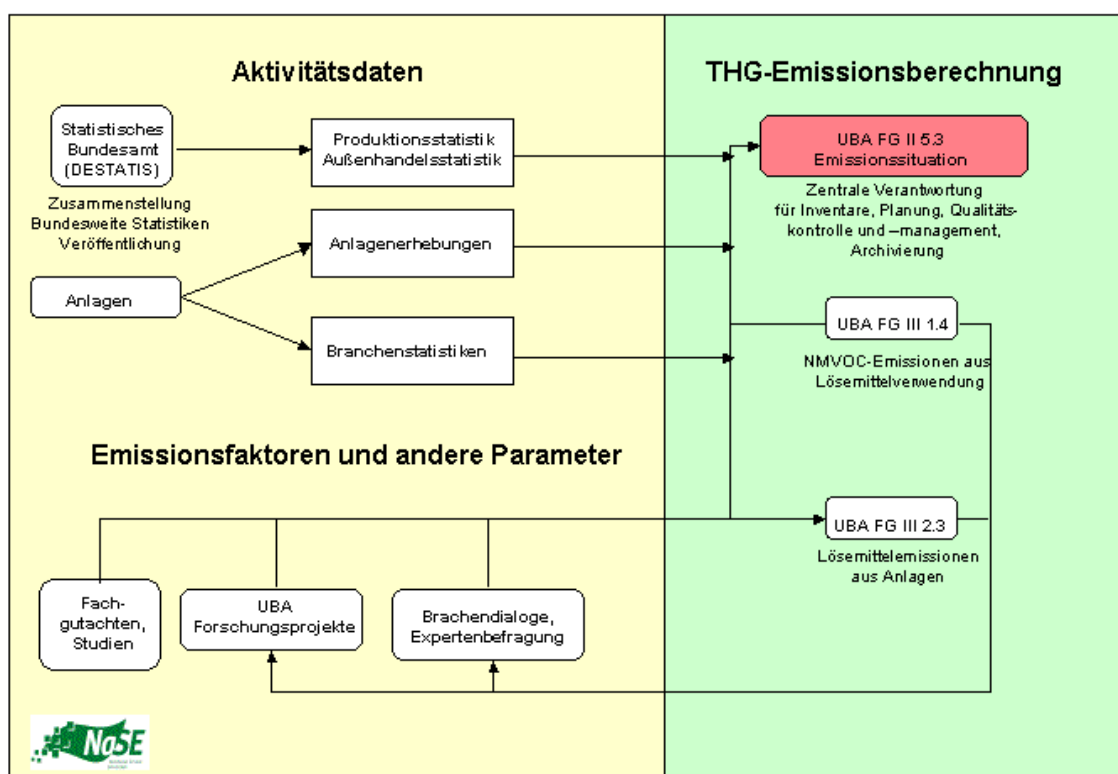 Aktivitätsdaten
Statistisches
Bundesamt
(DESTATIS)
Zusammenstellung
Bundesweite Statistiken
Veröffentlichung
Anlagen
Produktionsstatistik
Außenhandelsstatistik
Anlagenerhebungen
Branchenstatistiken
Emissionsfaktoren und andere Parameter
Fach-
gutachten,
Studien
UBA
Forschungsprojekte
Brachendialoge,
Expertenbefragung
NaSE
THG-Emissionsberechnung
UBA FG II 5.3
Emissionssituation
Zentrale Verantwortung
für Inventare, Planung, Qualitäts-
kontrolle und –management,
Archivierung
UBA FG III 1.4
NMVOC-Emissionen aus
Lösemittelverwendung
UBA FG III 2.3
Lösemittelemissionen
aus Anlagen